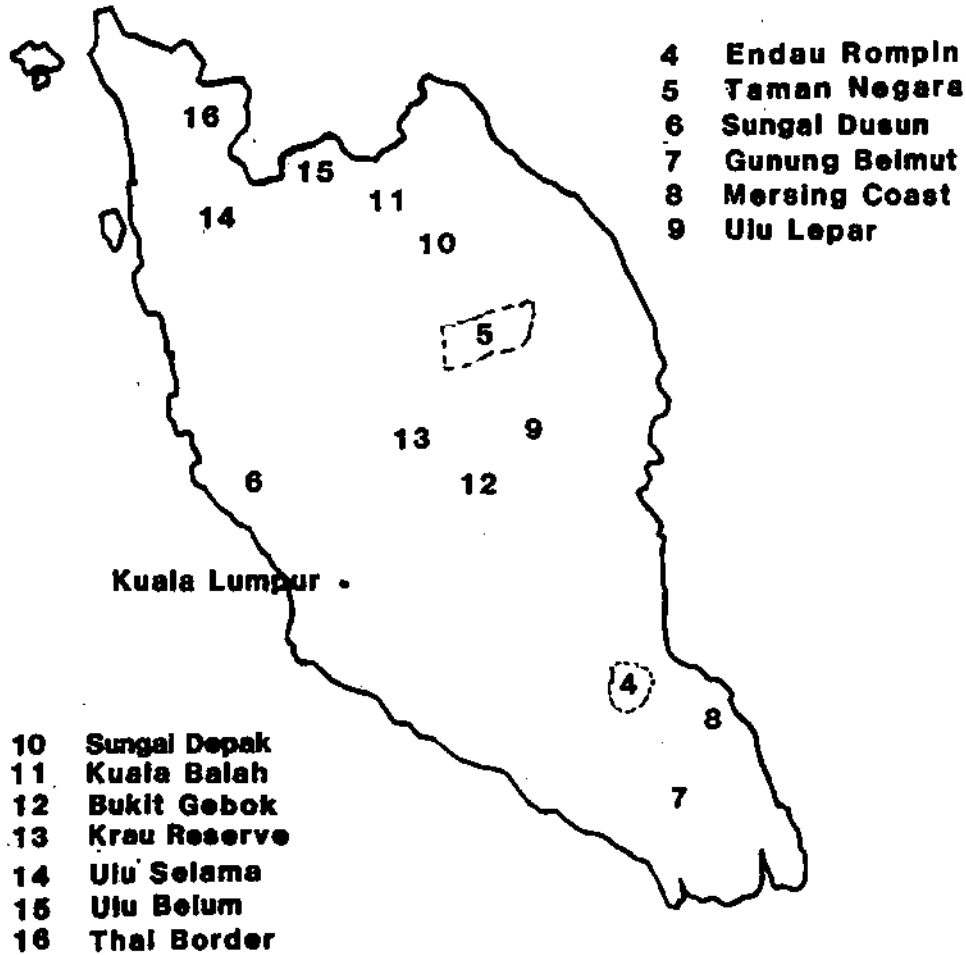 4 Endau Rompin
5 Taman Negara
6 Sungai Dusun
7 Gunung Belmut
8 Mersing Coast
9 Ulu Lepar
16
15
14
11
10
5
13
9
6
12
Kuala Lumpur
4
8
7
10 Sungai Depak
11 Kuala Balah
12 Bukit Gebok
13 Krau Reserve
14 Ulu Selama
15 Ulu Belum
16 Thai Border